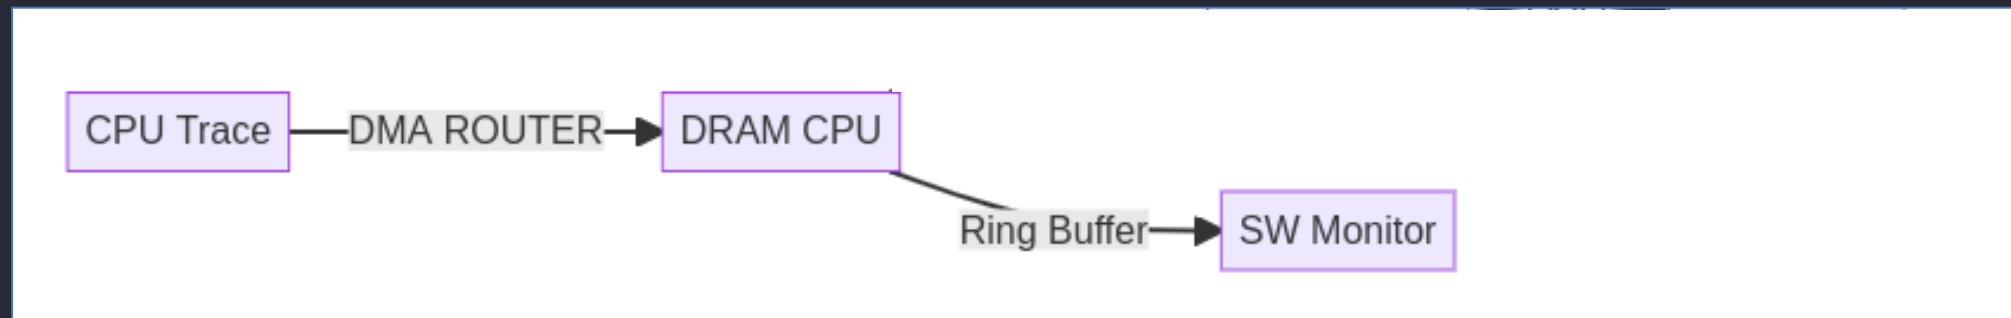 CPU Trace
DMA ROUTER
DRAM CPU
Ring Buffer
SW Monitor